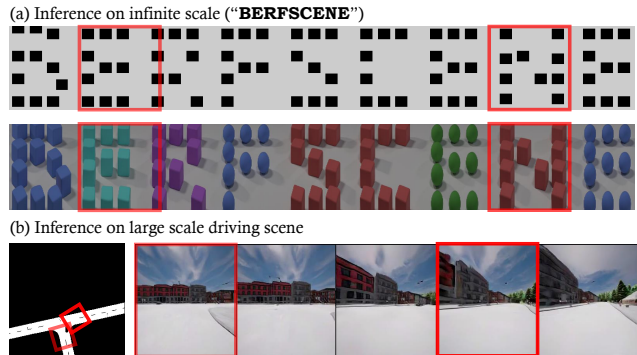 (a) Inference on infinite scale (“BERFSCENE”)
(b) Inference on large scale driving scene